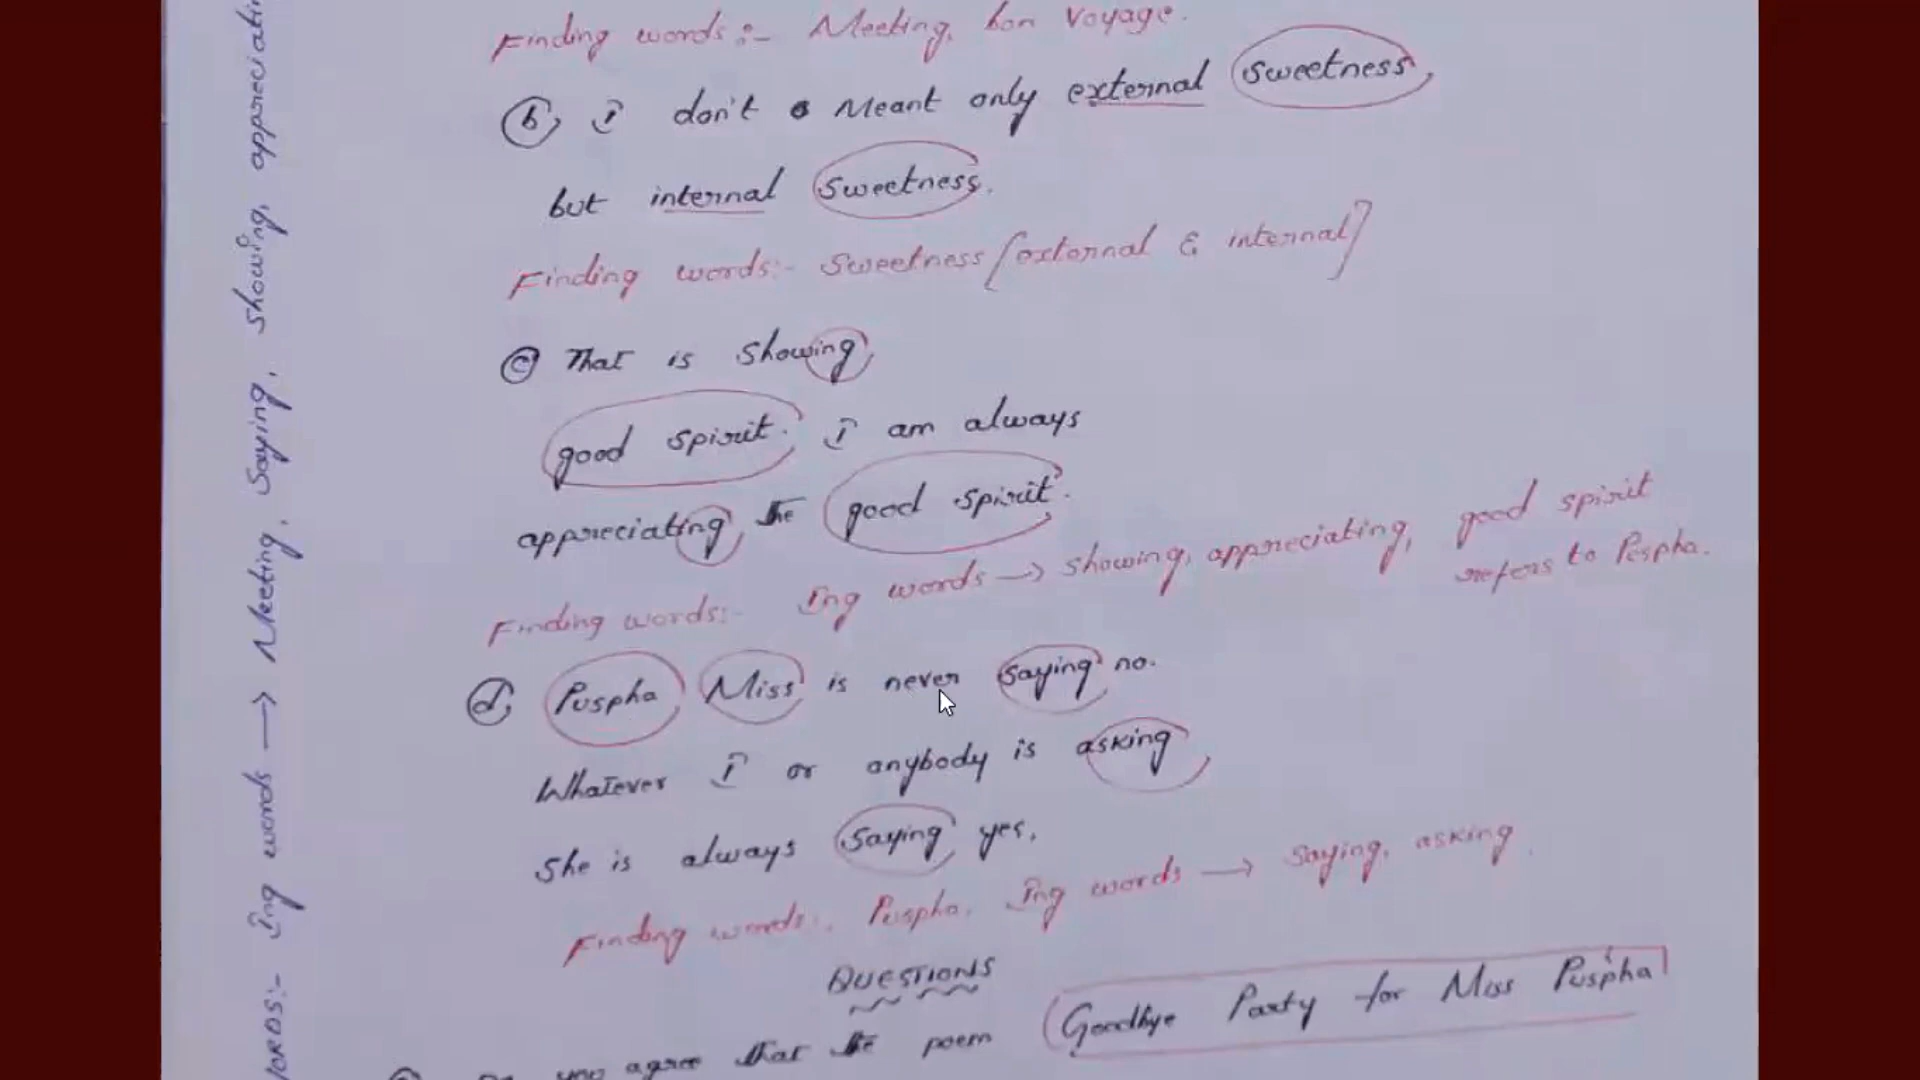 Finding words:- Meeting, bon voyage.
(b) I don't Meant only external sweetness,
but internal sweetness.
Finding words:- Sweetness [external & internal]
(c) That is showing
good spirit. I am always
appreciating the good spirit.
Finding words:- Ing words → showing, appreciating, good spirit
refers to Puspha.
(d) Puspha Miss is never saying no.
Whatever I or anybody is asking
She is always saying yes.
Finding words:. Puspha, Ing words → Saying, asking.
QUESTIONS
you agree that the poem Goodbye Party for Miss Puspha
WORDS:- Ing words → Meeting, Saying, showing,